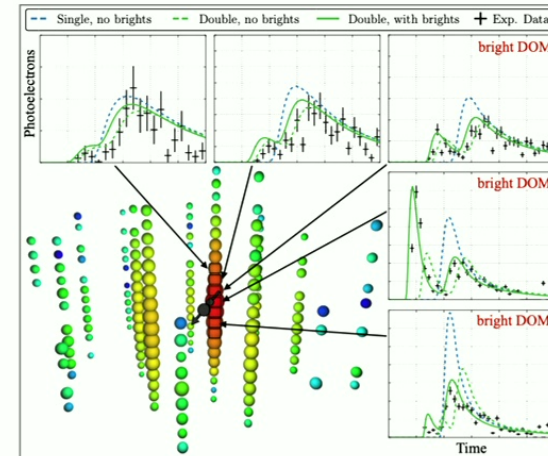 Single, no brights Double, no brights Double, with brights Exp. Data
Photoelectrons
bright DOM
bright DOM
bright DOM
Time